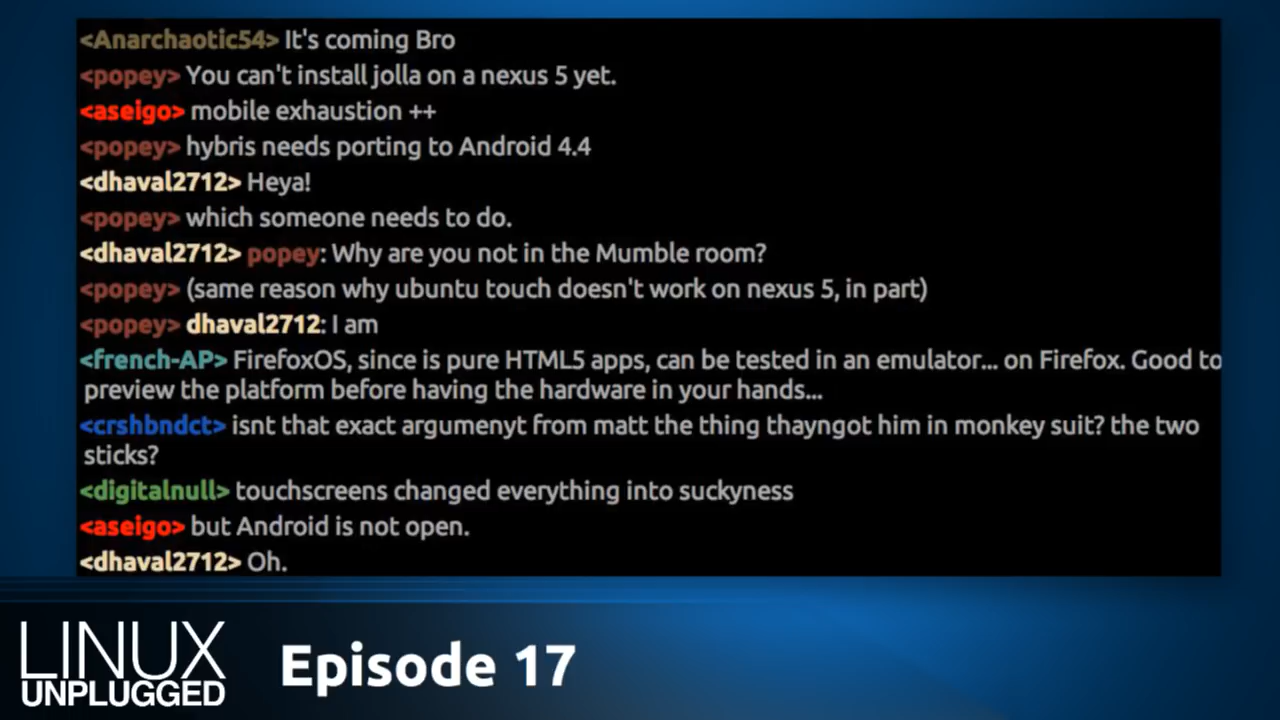 <Anarchaotic54> It's coming Bro
<popey> You can't install jolla on a nexus 5 yet.
<aseigo> mobile exhaustion ++
<popey> hybris needs porting to Android 4.4
<dhaval2712> Heya!
<popey> which someone needs to do.
<dhaval2712> popey: Why are you not in the Mumble room?
<popey> (same reason why ubuntu touch doesn't work on nexus 5, in part)
<popey> dhaval2712: I am
<french-AP> FirefoxOS, since is pure HTML5 apps, can be tested in an emulator... on Firefox. Good to
preview the platform before having the hardware in your hands...
<crshbndct> isnt that exact argumenyt from matt the thing thayngot him in monkey suit? the two
sticks?
<digitalnull> touchscreens changed everything into suckyness
<aseigo> but Android is not open.
<dhaval2712> Oh.
LINUX
UNPLUGGED
Episode 17